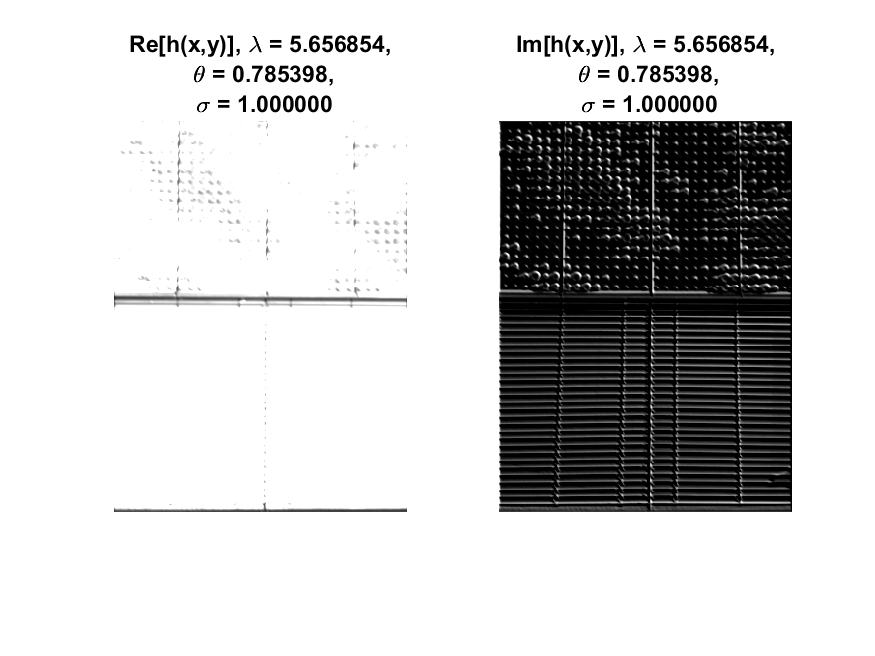 Re[h(x,y)], λ = 5.656854,
θ = 0.785398,
σ = 1.000000
Im[h(x,y)], λ = 5.656854,
θ = 0.785398,
σ = 1.000000